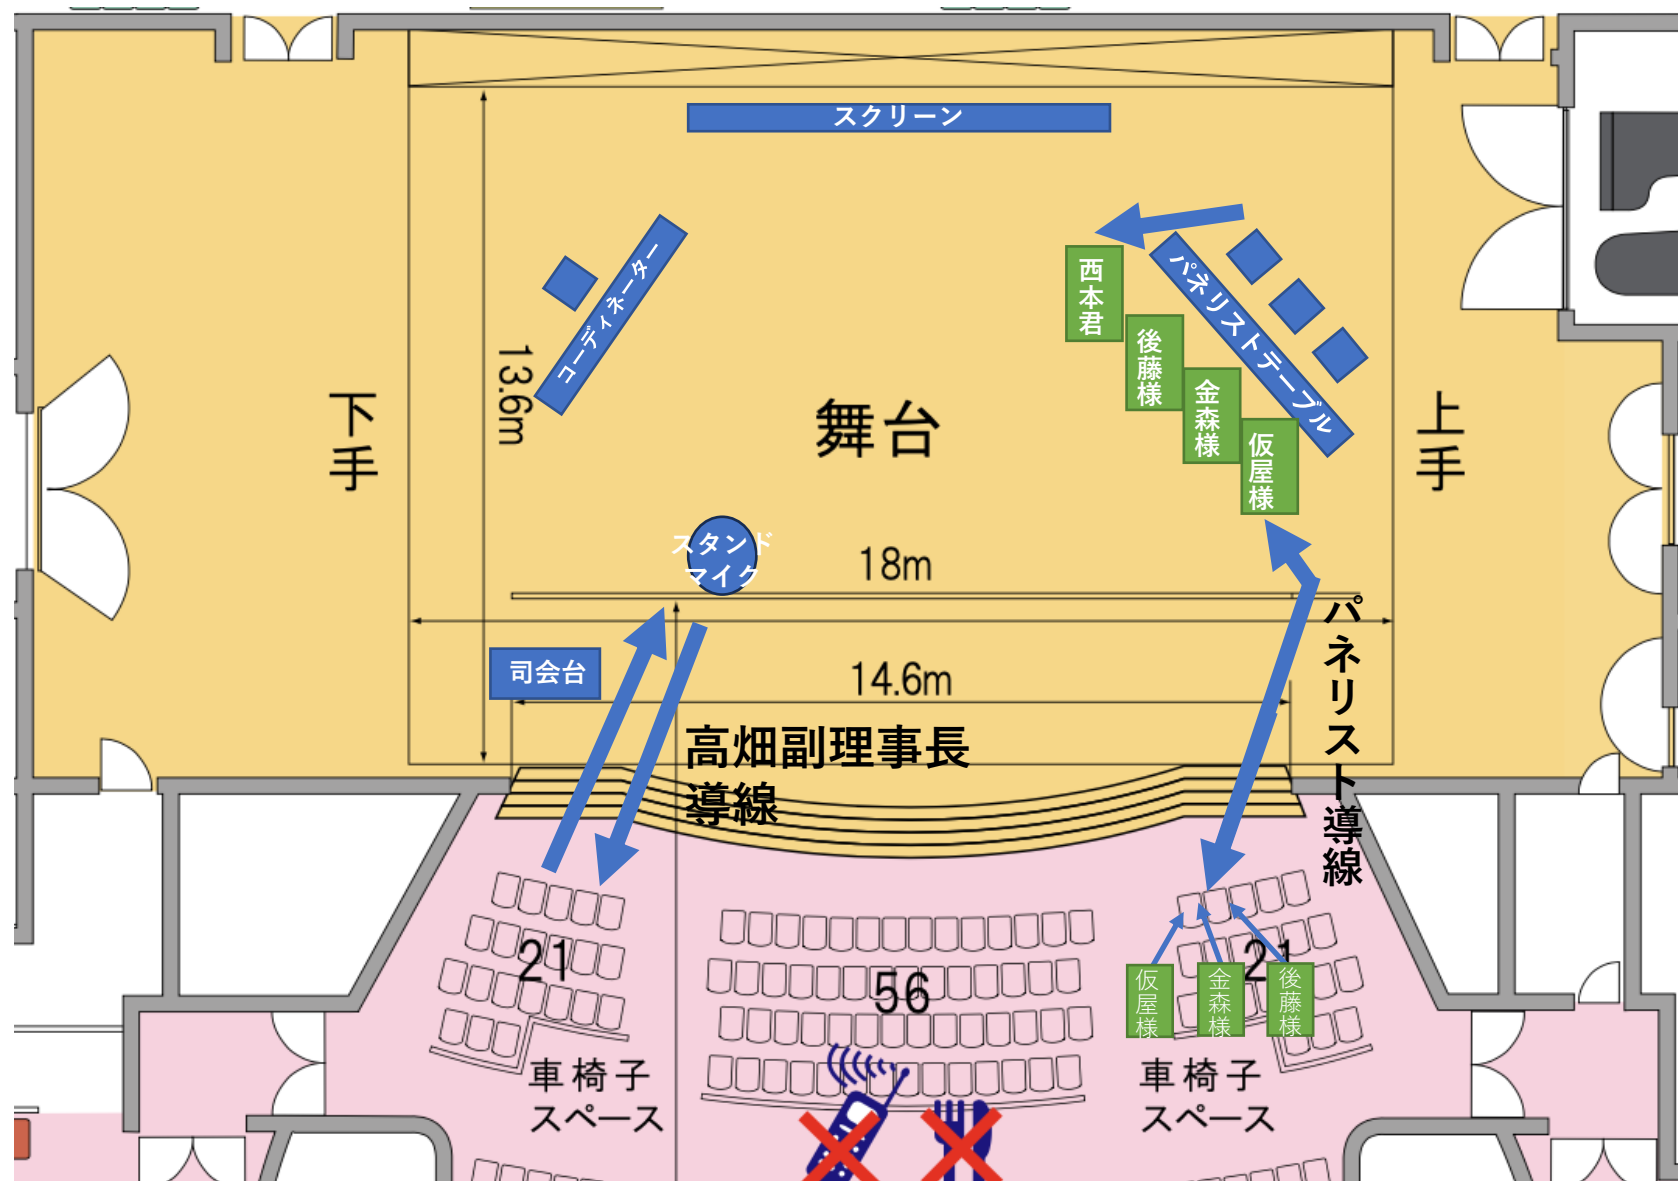 スクリーン
コーディネーター
パネリストテーブル
西本君
後藤様
金森様
仮屋様
13.6m
下手
舞台
上手
スタンド
マイク
18m
司会台
14.6m
パネリスト導線
高畑副理事長
導線
21
56
21
仮屋様
金森様
後藤様
車椅子
スペース
車椅子
スペース